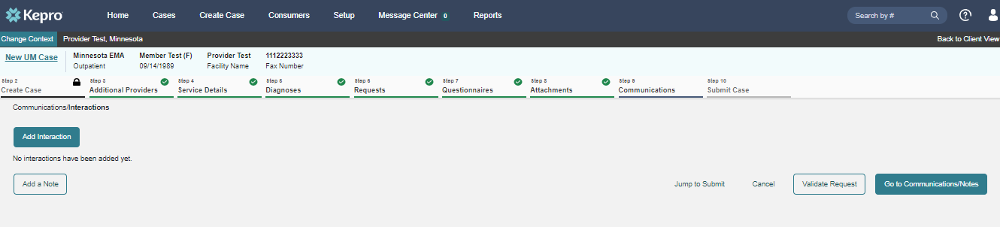 Kepro Home Cases Create Case Consumers Setup Message Center 0 Reports Search by #
Change Context Provider Test, Minnesota Back to Client View
New UM Case Minnesota EMA Member Test (F) Provider Test 1112223333
Outpatient 09/14/1989 Facility Name Fax Number
Step 2 Step 3 Step 4 Step 5 Step 6 Step 7 Step 8 Step 9 Step 10
Create Case Additional Providers Service Details Diagnoses Requests Questionnaires Attachments Communications Submit Case
Communications/Interactions
Add Interaction
No interactions have been added yet.
Add a Note Jump to Submit Cancel Validate Request Go to Communications/Notes